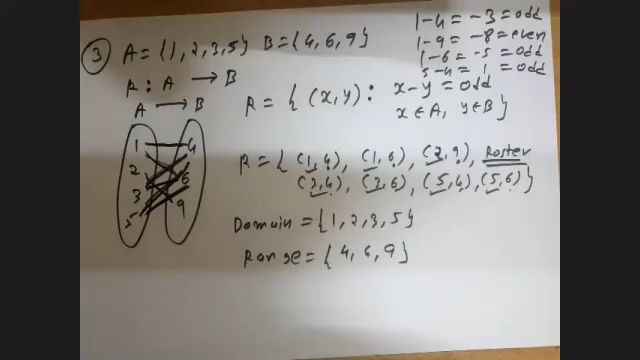 ③ A = {1, 2, 3, 5} B = {4, 6, 9}
1-4 = -3 = odd
1-9 = -8 = even
1-6 = -5 = odd
5-4 = 1 = odd
R : A → B
A → B
R = { (x, y) : x-y = odd
x ∈ A, y ∈ B }
1 4
2 6
3 9
5
R = { (1, 4), (1, 6), (2, 9), Roster
(3, 4), (3, 6), (5, 4), (5, 6) }
Domain = {1, 2, 3, 5}
Range = {4, 6, 9}